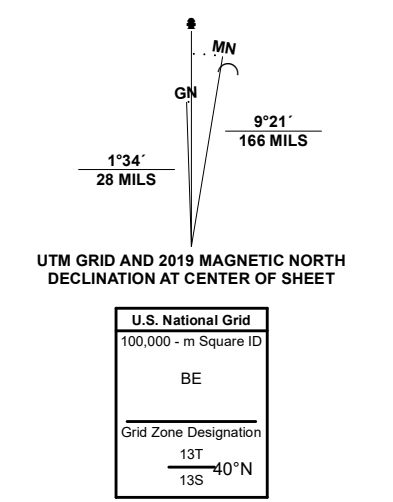 MN
GN
9°21´
166 MILS
1°34´
28 MILS
UTM GRID AND 2019 MAGNETIC NORTH
DECLINATION AT CENTER OF SHEET
U.S. National Grid
100,000 - m Square ID
BE
Grid Zone Designation
13T
40°N
13S